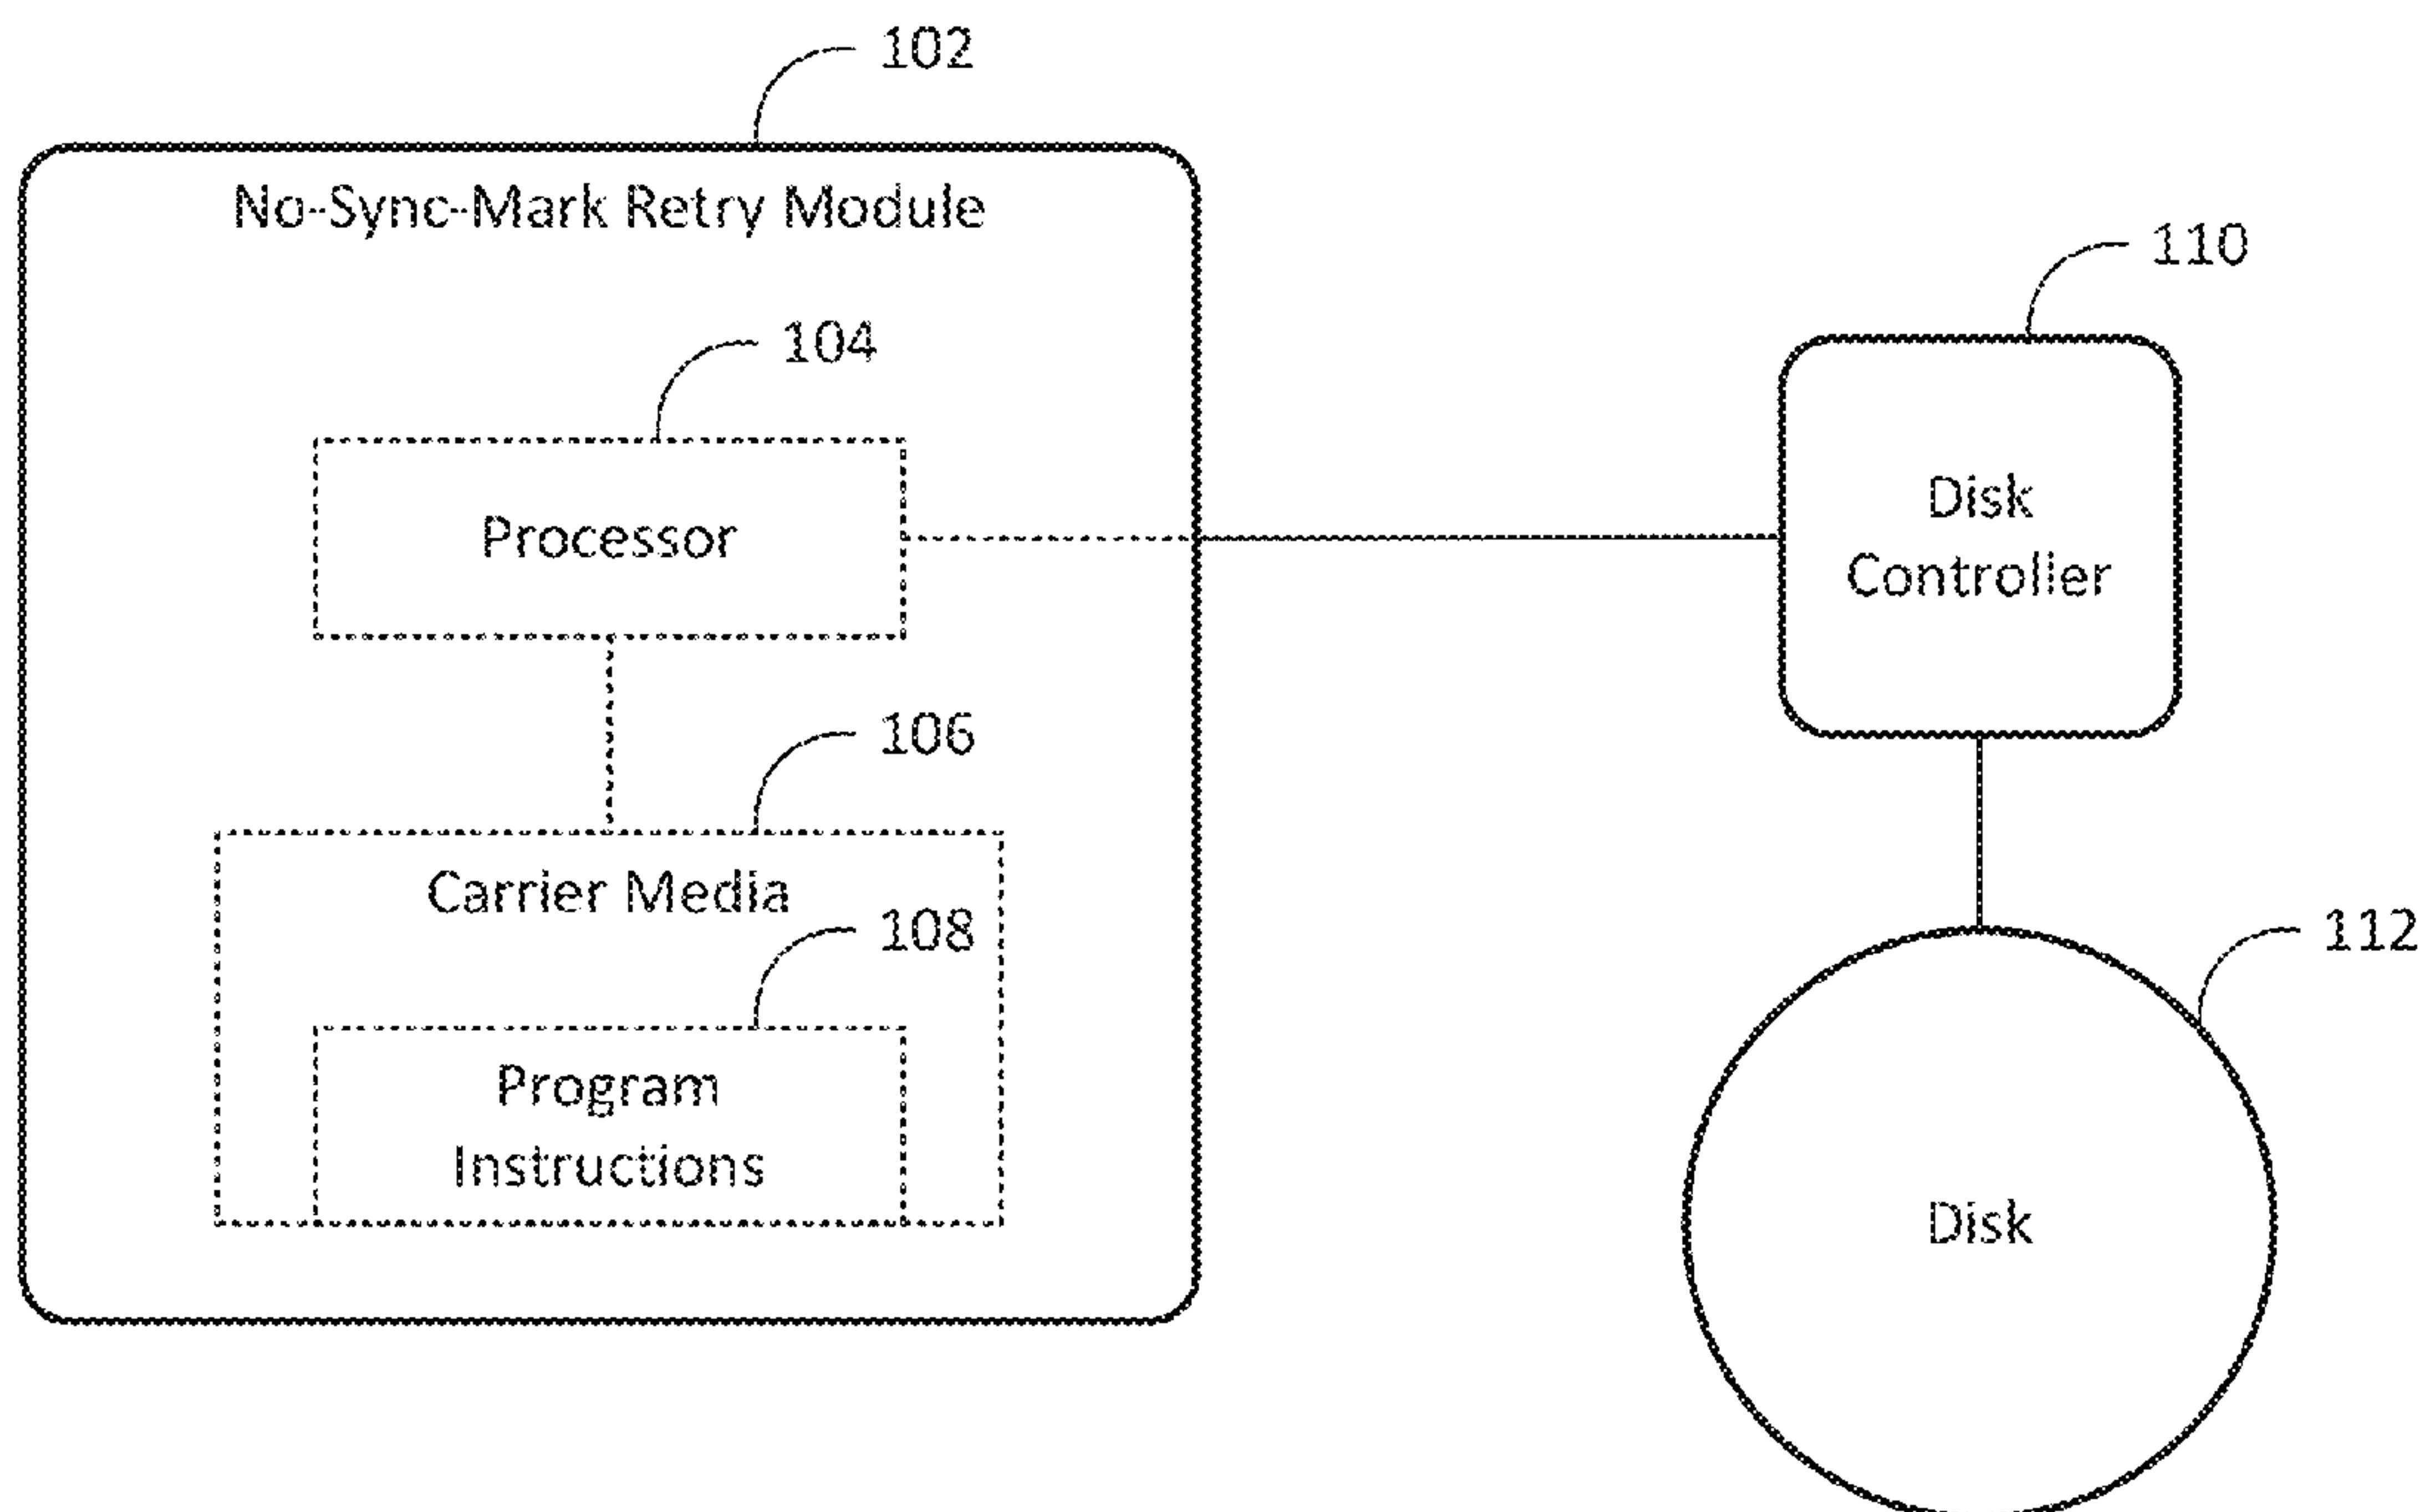 102
No-Sync-Mark Retry Module
110
104
Processor
Disk
Controller
106
Carrier Media
108
112
Program
Instructions
Disk